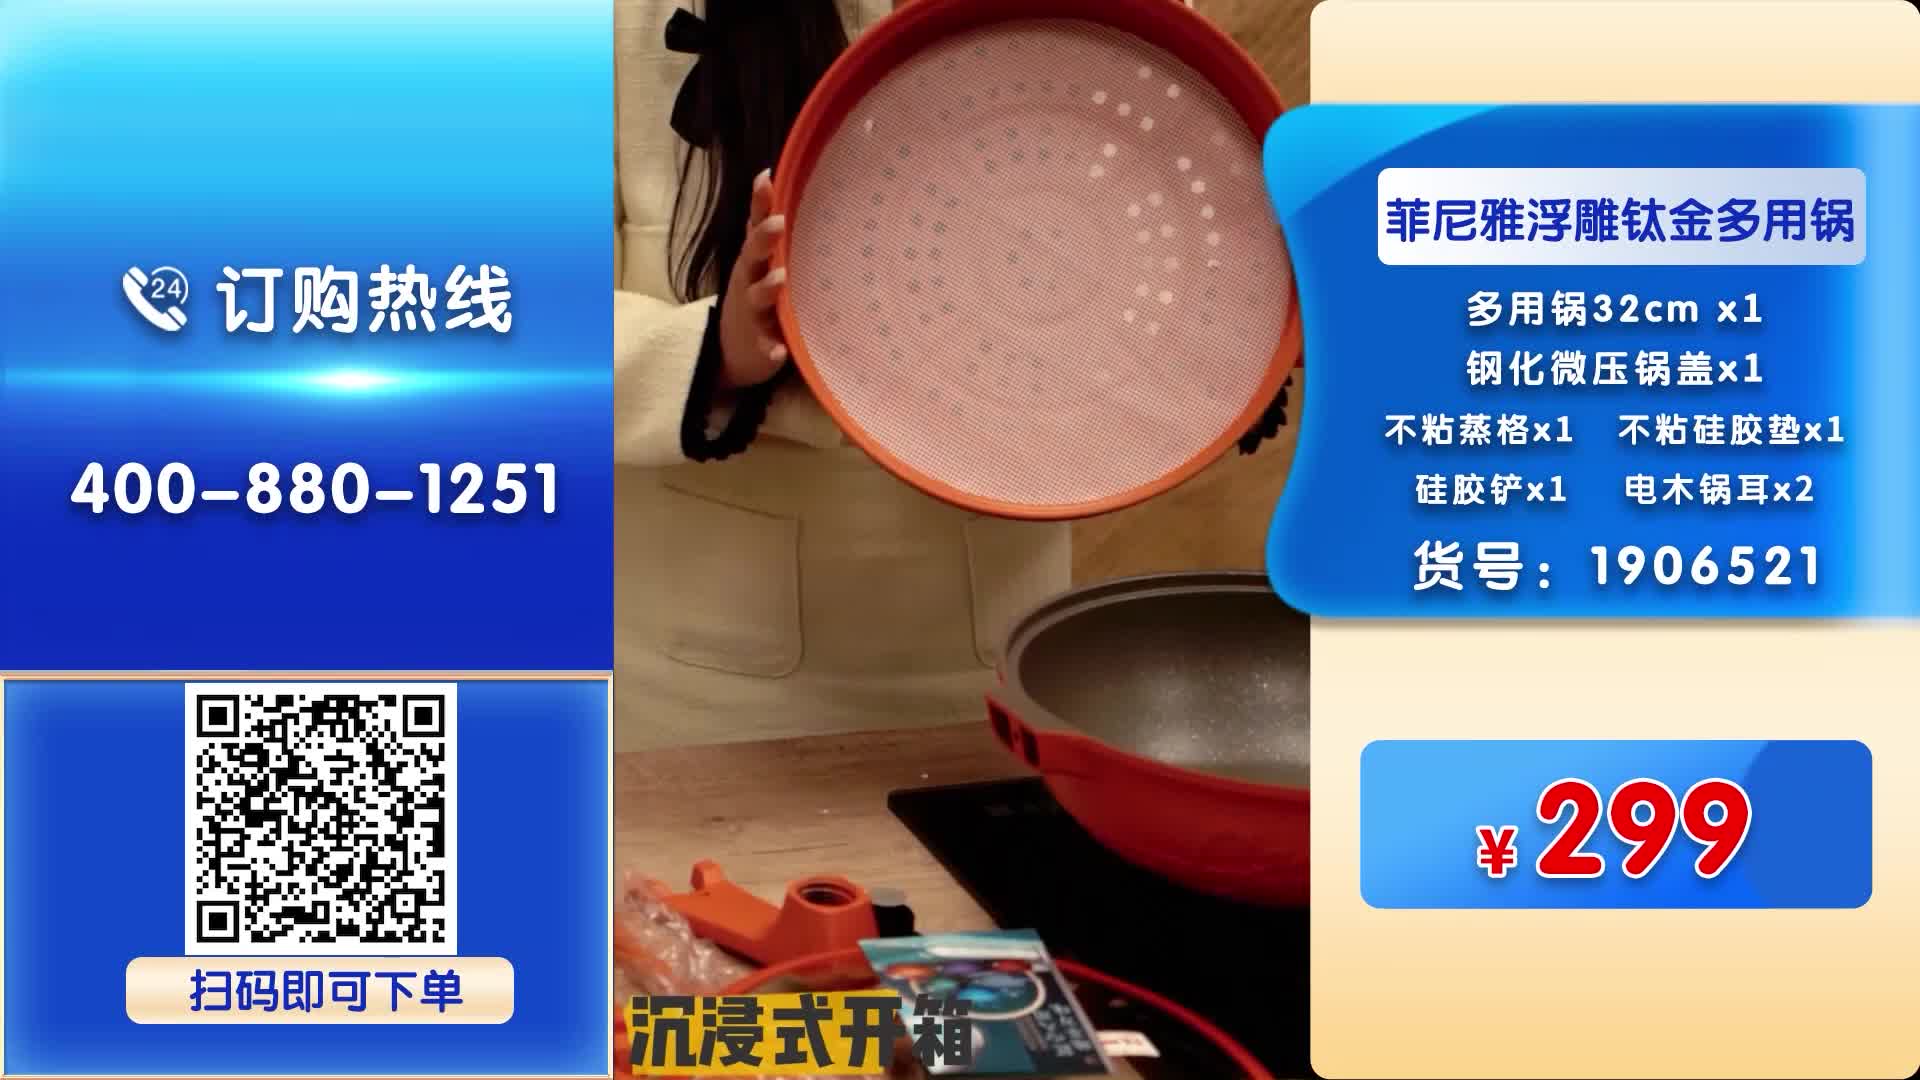 24
订购热线
400-880-1251
扫码即可下单
沉浸式开箱
菲尼雅浮雕钛金多用锅
多用锅32cm x1
钢化微压锅盖x1
不粘蒸格x1 不粘硅胶垫x1
硅胶铲x1 电木锅耳x2
货号：1906521
¥299